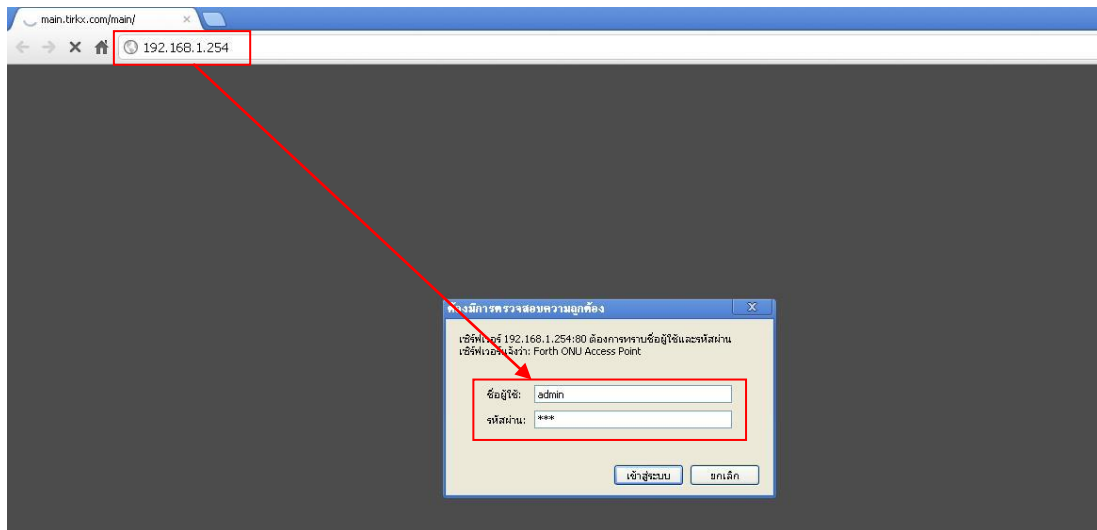 main.tirkx.com/main/
192.168.1.254
ต้องมีการตรวจสอบความถูกต้อง
เซิร์ฟเวอร์ 192.168.1.254:80 ต้องการทราบชื่อผู้ใช้และรหัสผ่าน
เซิร์ฟเวอร์แจ้งว่า: Forth ONU Access Point
ชื่อผู้ใช้: admin
รหัสผ่าน: ***
เข้าสู่ระบบ ยกเลิก